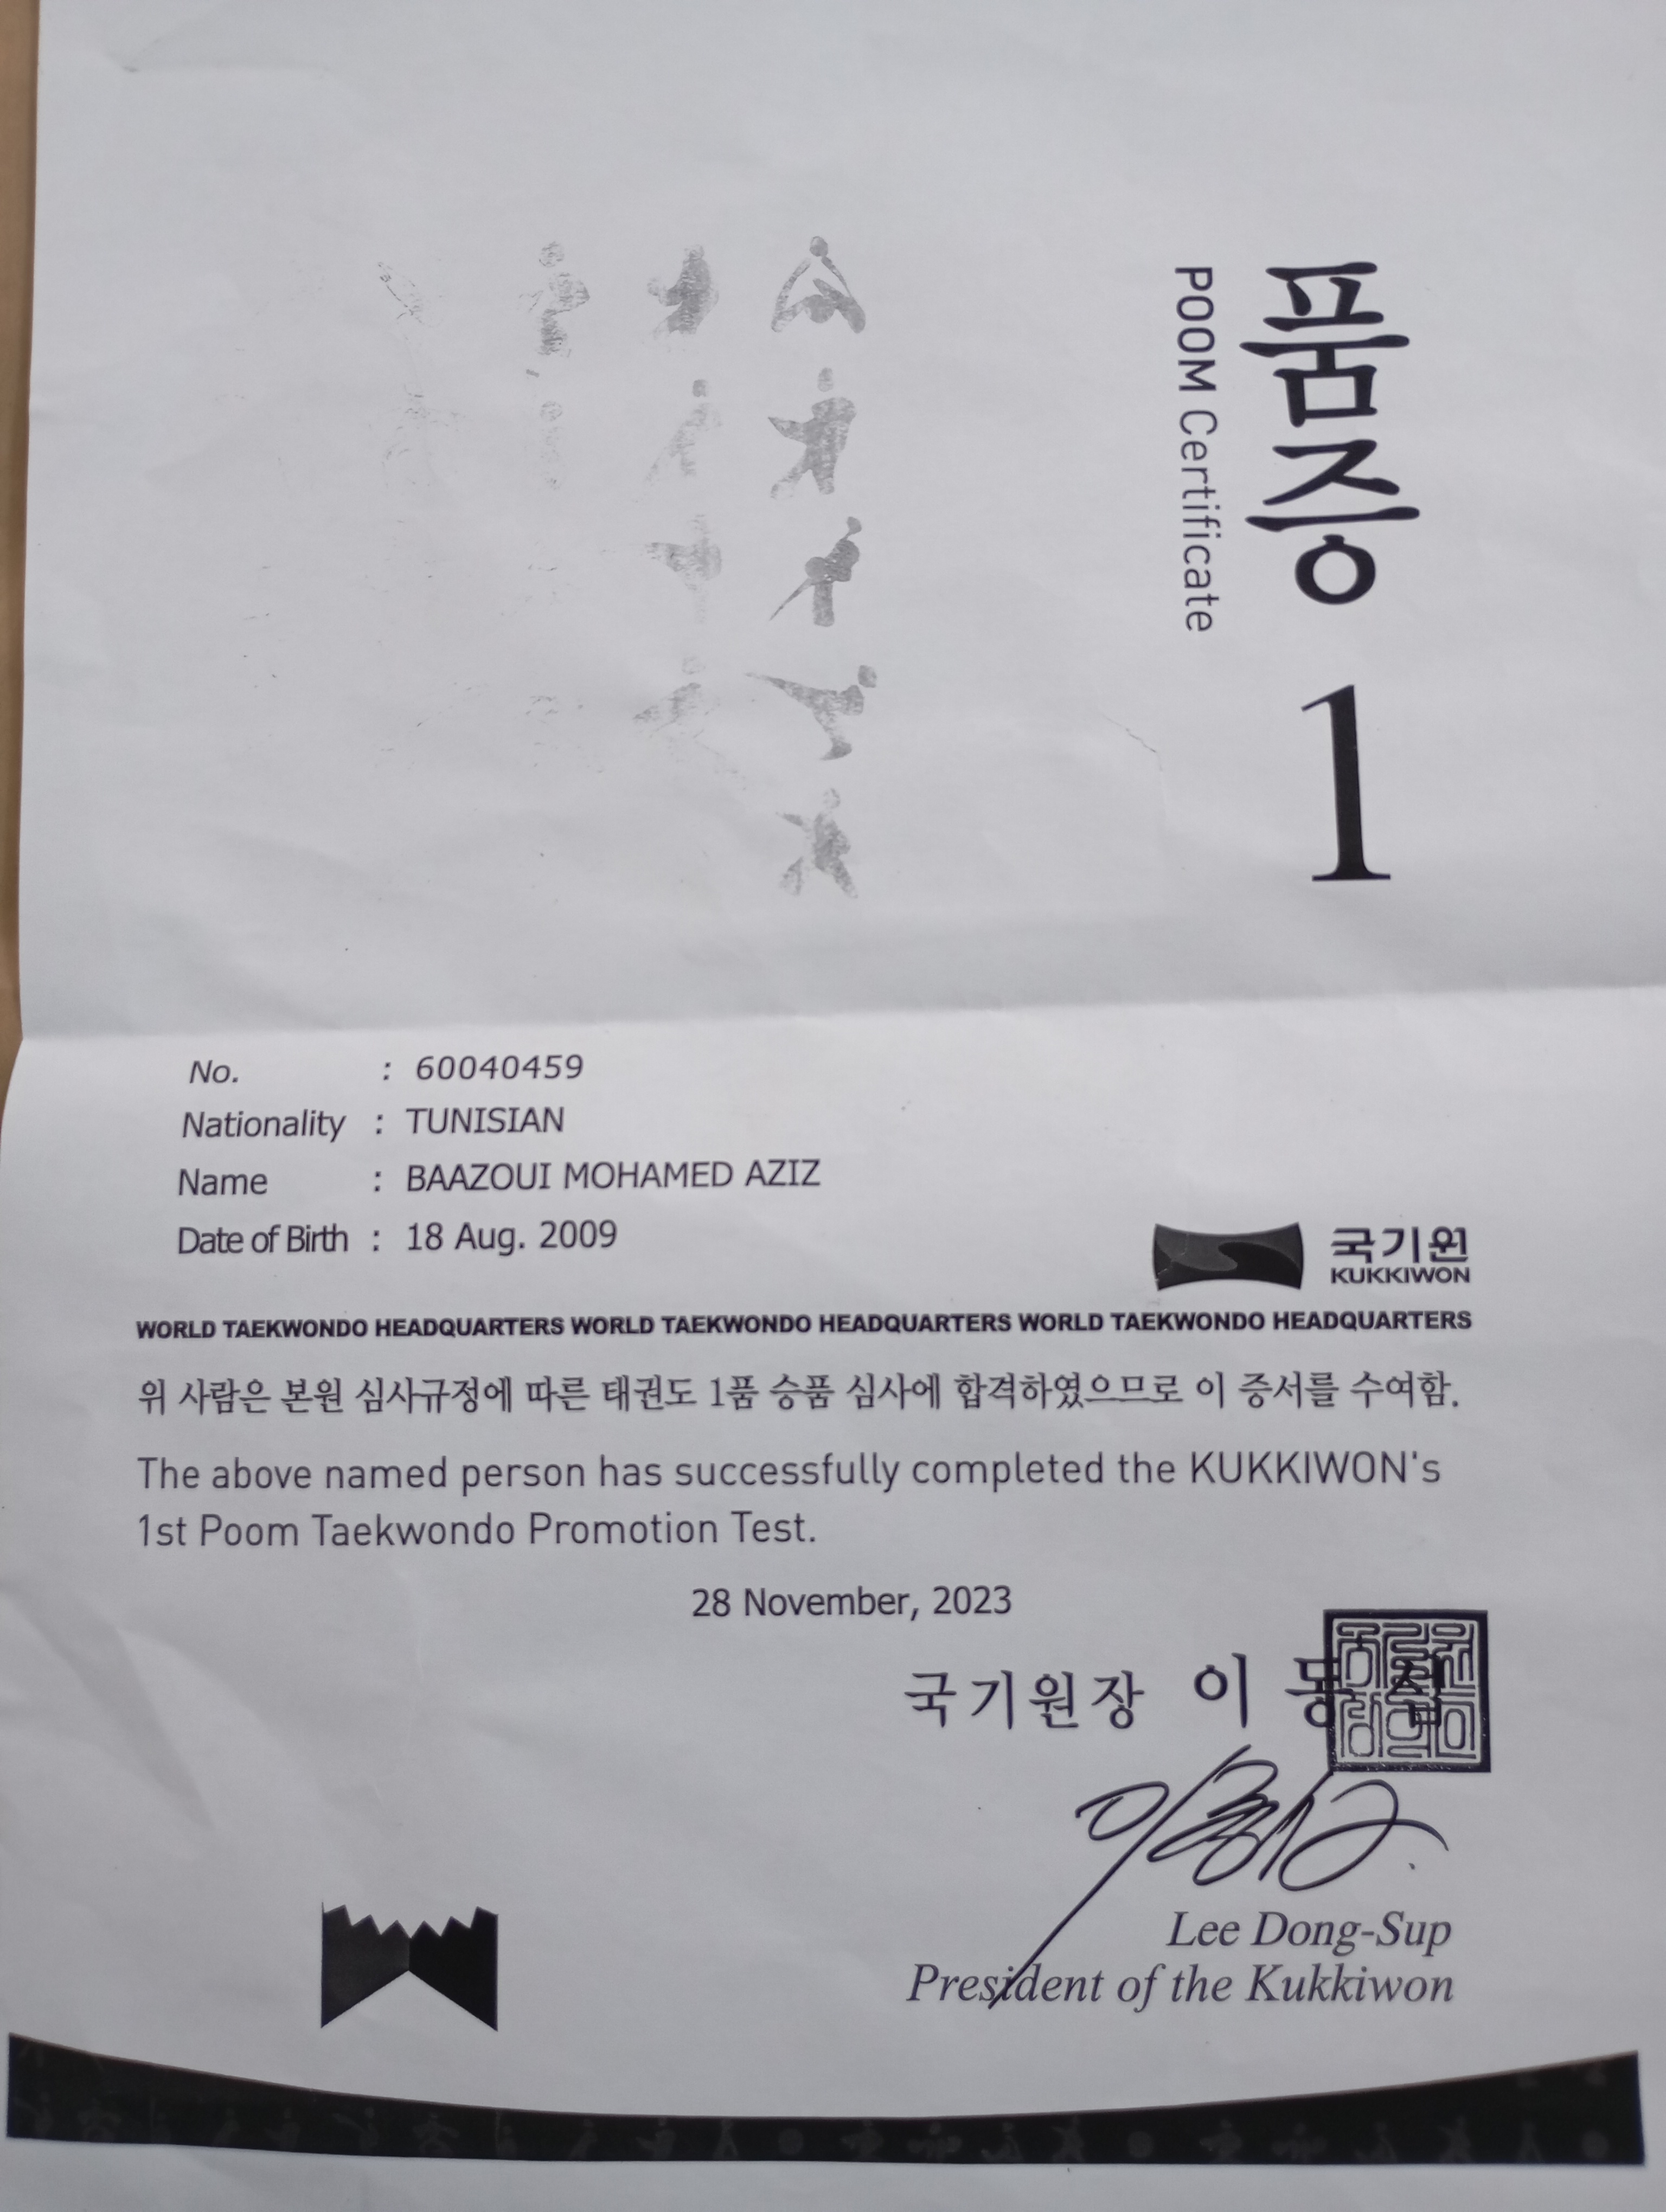 품증 1
POOM Certificate
No. : 60040459
Nationality : TUNISIAN
Name : BAAZOUI MOHAMED AZIZ
Date of Birth : 18 Aug. 2009
국기원
KUKKIWON
WORLD TAEKWONDO HEADQUARTERS WORLD TAEKWONDO HEADQUARTERS WORLD TAEKWONDO HEADQUARTERS
위 사람은 본원 심사규정에 따른 태권도 1품 승품 심사에 합격하였으므로 이 증서를 수여함.
The above named person has successfully completed the KUKKIWON's
1st Poom Taekwondo Promotion Test.
28 November, 2023
국기원장 이 동 섭
Lee Dong-Sup
President of the Kukkiwon